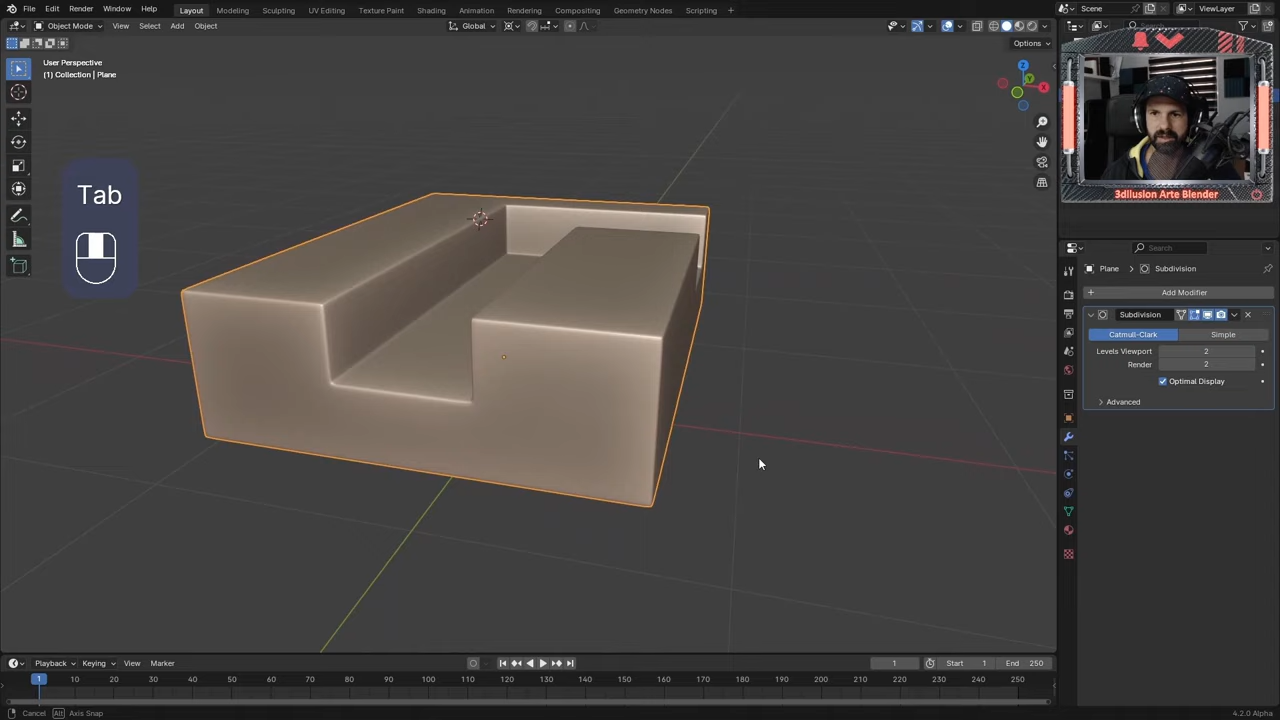 File Edit Render Window Help
Layout Modeling Sculpting UV Editing Texture Paint Shading Animation Rendering Compositing Geometry Nodes Scripting +
Scene
ViewLayer
Object Mode View Select Add Object
Global
Search
Options
User Perspective
(1) Collection | Plane
Z
Y
X
Tab
3dIlusion Arte Blender
Search
Plane
Subdivision
Add Modifier
Subdivision
Catmull-Clark Simple
Levels Viewport 2
Render 2
Optimal Display
Advanced
Playback Keying View Marker
1
Start 1 End 250
1 10 20 30 40 50 60 70 80 90 100 110 120 130 140 150 160 170 180 190 200 210 220 230 240 250
Cancel Alt Axis Snap
4.2.0 Alpha